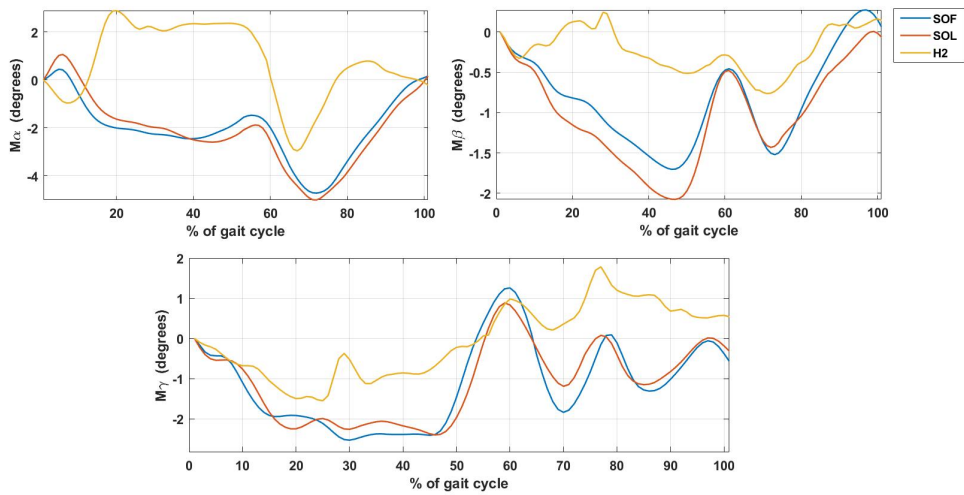 2
0
-2
-4
Mα (degrees)
20 40 60 80 100
% of gait cycle
0
-0.5
-1
-1.5
-2
Mβ (degrees)
0 20 40 60 80 100
% of gait cycle
SOF
SOL
H2
2
1
0
-1
-2
Mγ (degrees)
0 10 20 30 40 50 60 70 80 90 100
% of gait cycle